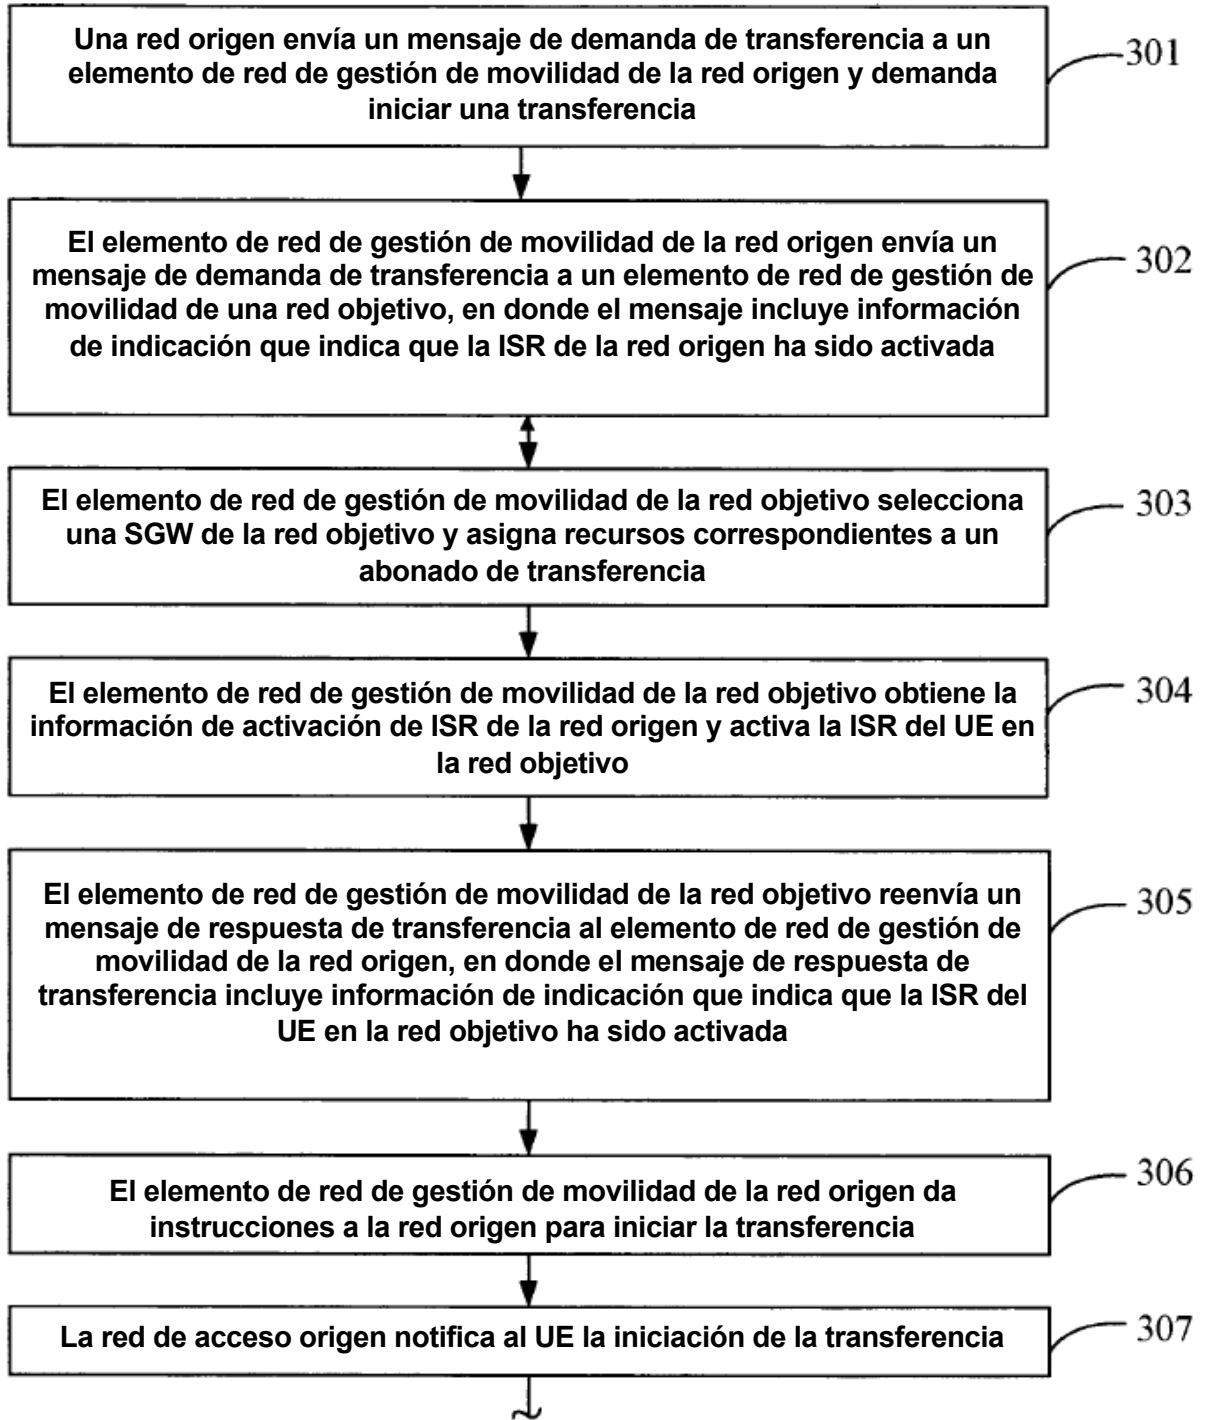 Una red origen envía un mensaje de demanda de transferencia a un
elemento de red de gestión de movilidad de la red origen y demanda
iniciar una transferencia
301
El elemento de red de gestión de movilidad de la red origen envía un
mensaje de demanda de transferencia a un elemento de red de gestión de
movilidad de una red objetivo, en donde el mensaje incluye información
de indicación que indica que la ISR de la red origen ha sido activada
302
El elemento de red de gestión de movilidad de la red objetivo selecciona
una SGW de la red objetivo y asigna recursos correspondientes a un
abonado de transferencia
303
El elemento de red de gestión de movilidad de la red objetivo obtiene la
información de activación de ISR de la red origen y activa la ISR del UE en
la red objetivo
304
El elemento de red de gestión de movilidad de la red objetivo reenvía un
mensaje de respuesta de transferencia al elemento de red de gestión de
movilidad de la red origen, en donde el mensaje de respuesta de
transferencia incluye información de indicación que indica que la ISR del
UE en la red objetivo ha sido activada
305
El elemento de red de gestión de movilidad de la red origen da
instrucciones a la red origen para iniciar la transferencia
306
La red de acceso origen notifica al UE la iniciación de la transferencia
307